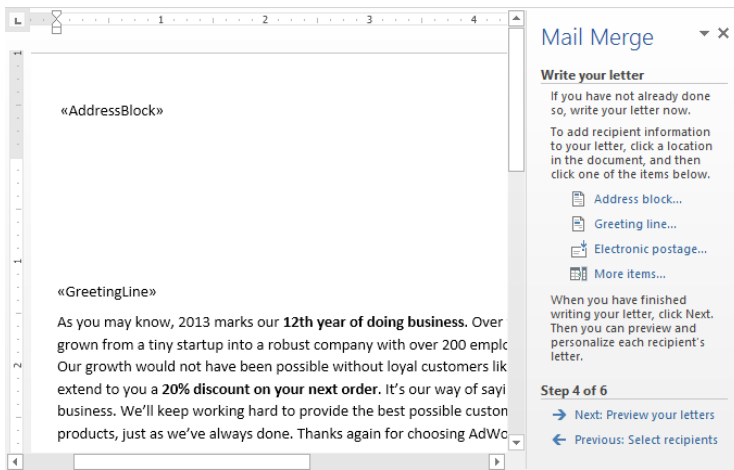 1 2 3 4
Mail Merge
Write your letter
If you have not already done
so, write your letter now.
To add recipient information
to your letter, click a location
in the document, and then
click one of the items below.
Address block...
Greeting line...
Electronic postage...
More items...
When you have finished
writing your letter, click Next.
Then you can preview and
personalize each recipient's
letter.
Step 4 of 6
Next: Preview your letters
Previous: Select recipients
1
1
2
«AddressBlock»
«GreetingLine»
As you may know, 2013 marks our 12th year of doing business. Over
grown from a tiny startup into a robust company with over 200
Our growth would not have been possible without loyal customers
extend to you a 20% discount on your next order. It's our way of
business. We'll keep working hard to provide the best possible
products, just as we've always done. Thanks again for choosing